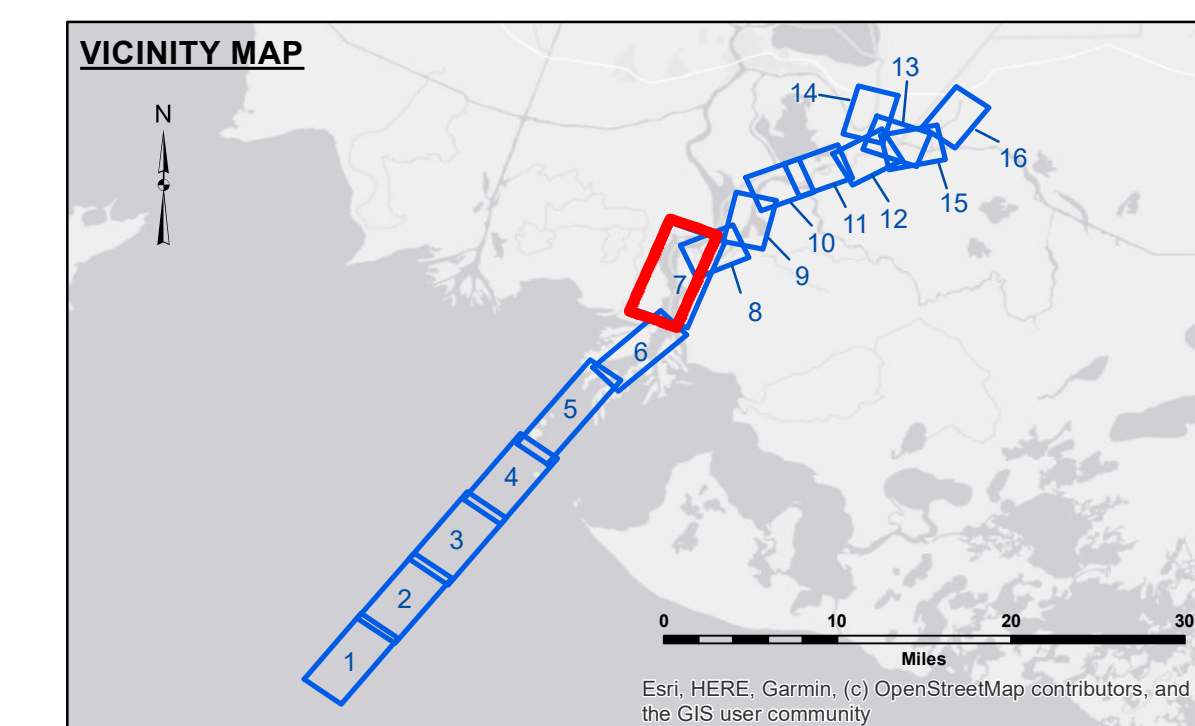 VICINITY MAP
N
13
14
16
15
12
11
10
9
8
7
6
5
4
3
2
1
0 10 20 30
Miles
Esri, HERE, Garmin, (c) OpenStreetMap contributors, and
the GIS user community